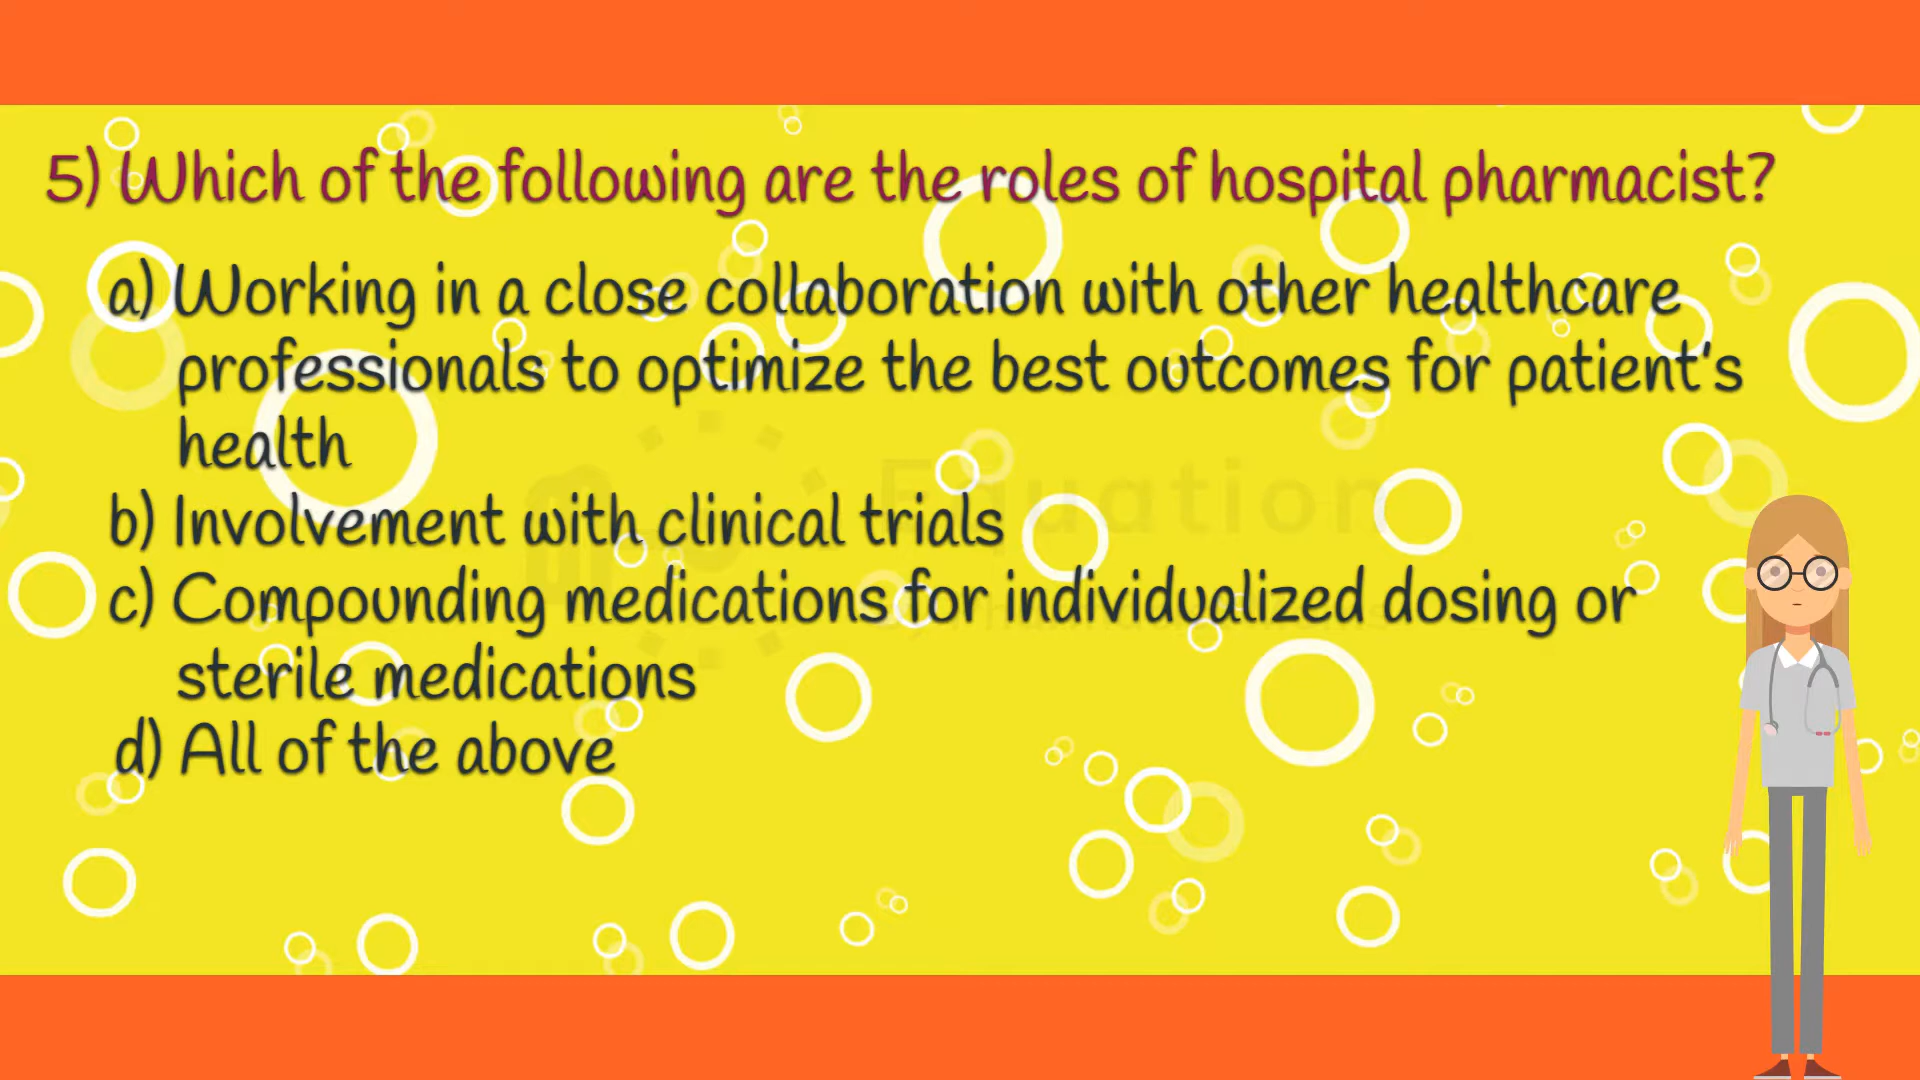 5) Which of the following are the roles of hospital pharmacist?
a) Working in a close collaboration with other healthcare
professionals to optimize the best outcomes for patient's
health
b) Involvement with clinical trials
Equation
c) Compounding medications for individualized dosing or
sterile medications
d) All of the above